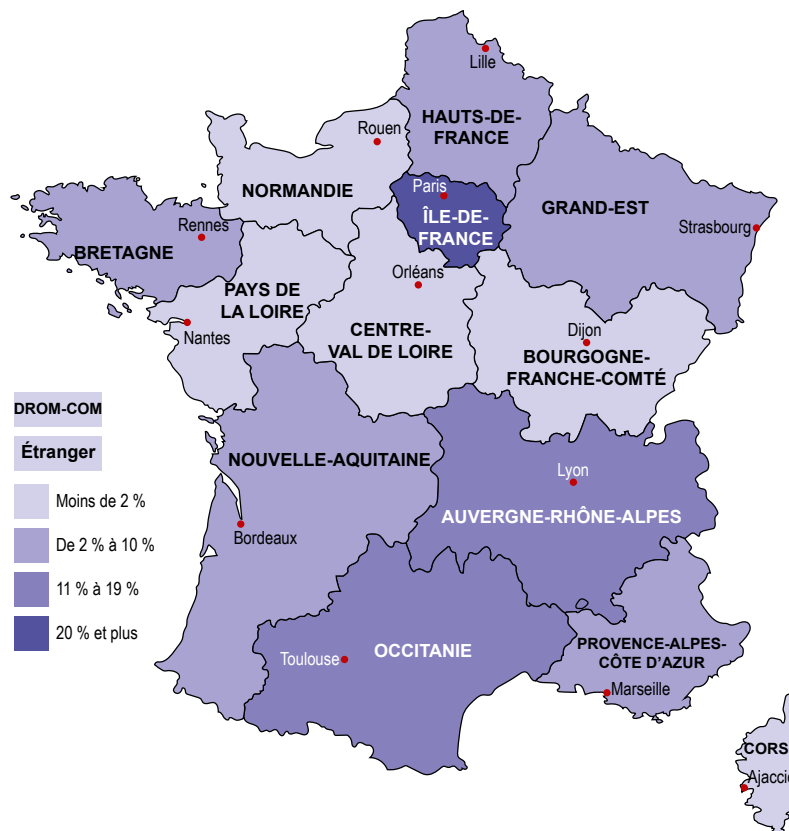 Lille
HAUTS-DE-
FRANCE
Rouen
NORMANDIE
Paris
ÎLE-DE-
FRANCE
GRAND-EST
Strasbourg
Rennes
BRETAGNE
PAYS DE
LA LOIRE
Nantes
Orléans
CENTRE-
VAL DE LOIRE
Dijon
BOURGOGNE-
FRANCHE-COMTÉ
DROM-COM
Étranger
Moins de 2 %
De 2 % à 10 %
11 % à 19 %
20 % et plus
NOUVELLE-AQUITAINE
Bordeaux
Lyon
AUVERGNE-RHÔNE-ALPES
Toulouse
OCCITANIE
PROVENCE-ALPES-
CÔTE D'AZUR
Marseille
CORS
Ajaccio